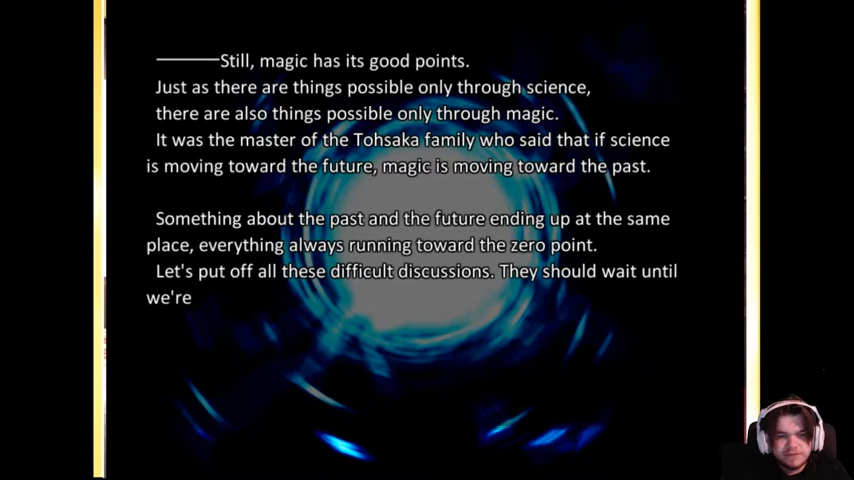 ————Still, magic has its good points.
Just as there are things possible only through science,
there are also things possible only through magic.
It was the master of the Tohsaka family who said that if science
is moving toward the future, magic is moving toward the past.
Something about the past and the future ending up at the same
place, everything always running toward the zero point.
Let's put off all these difficult discussions. They should wait until
we're